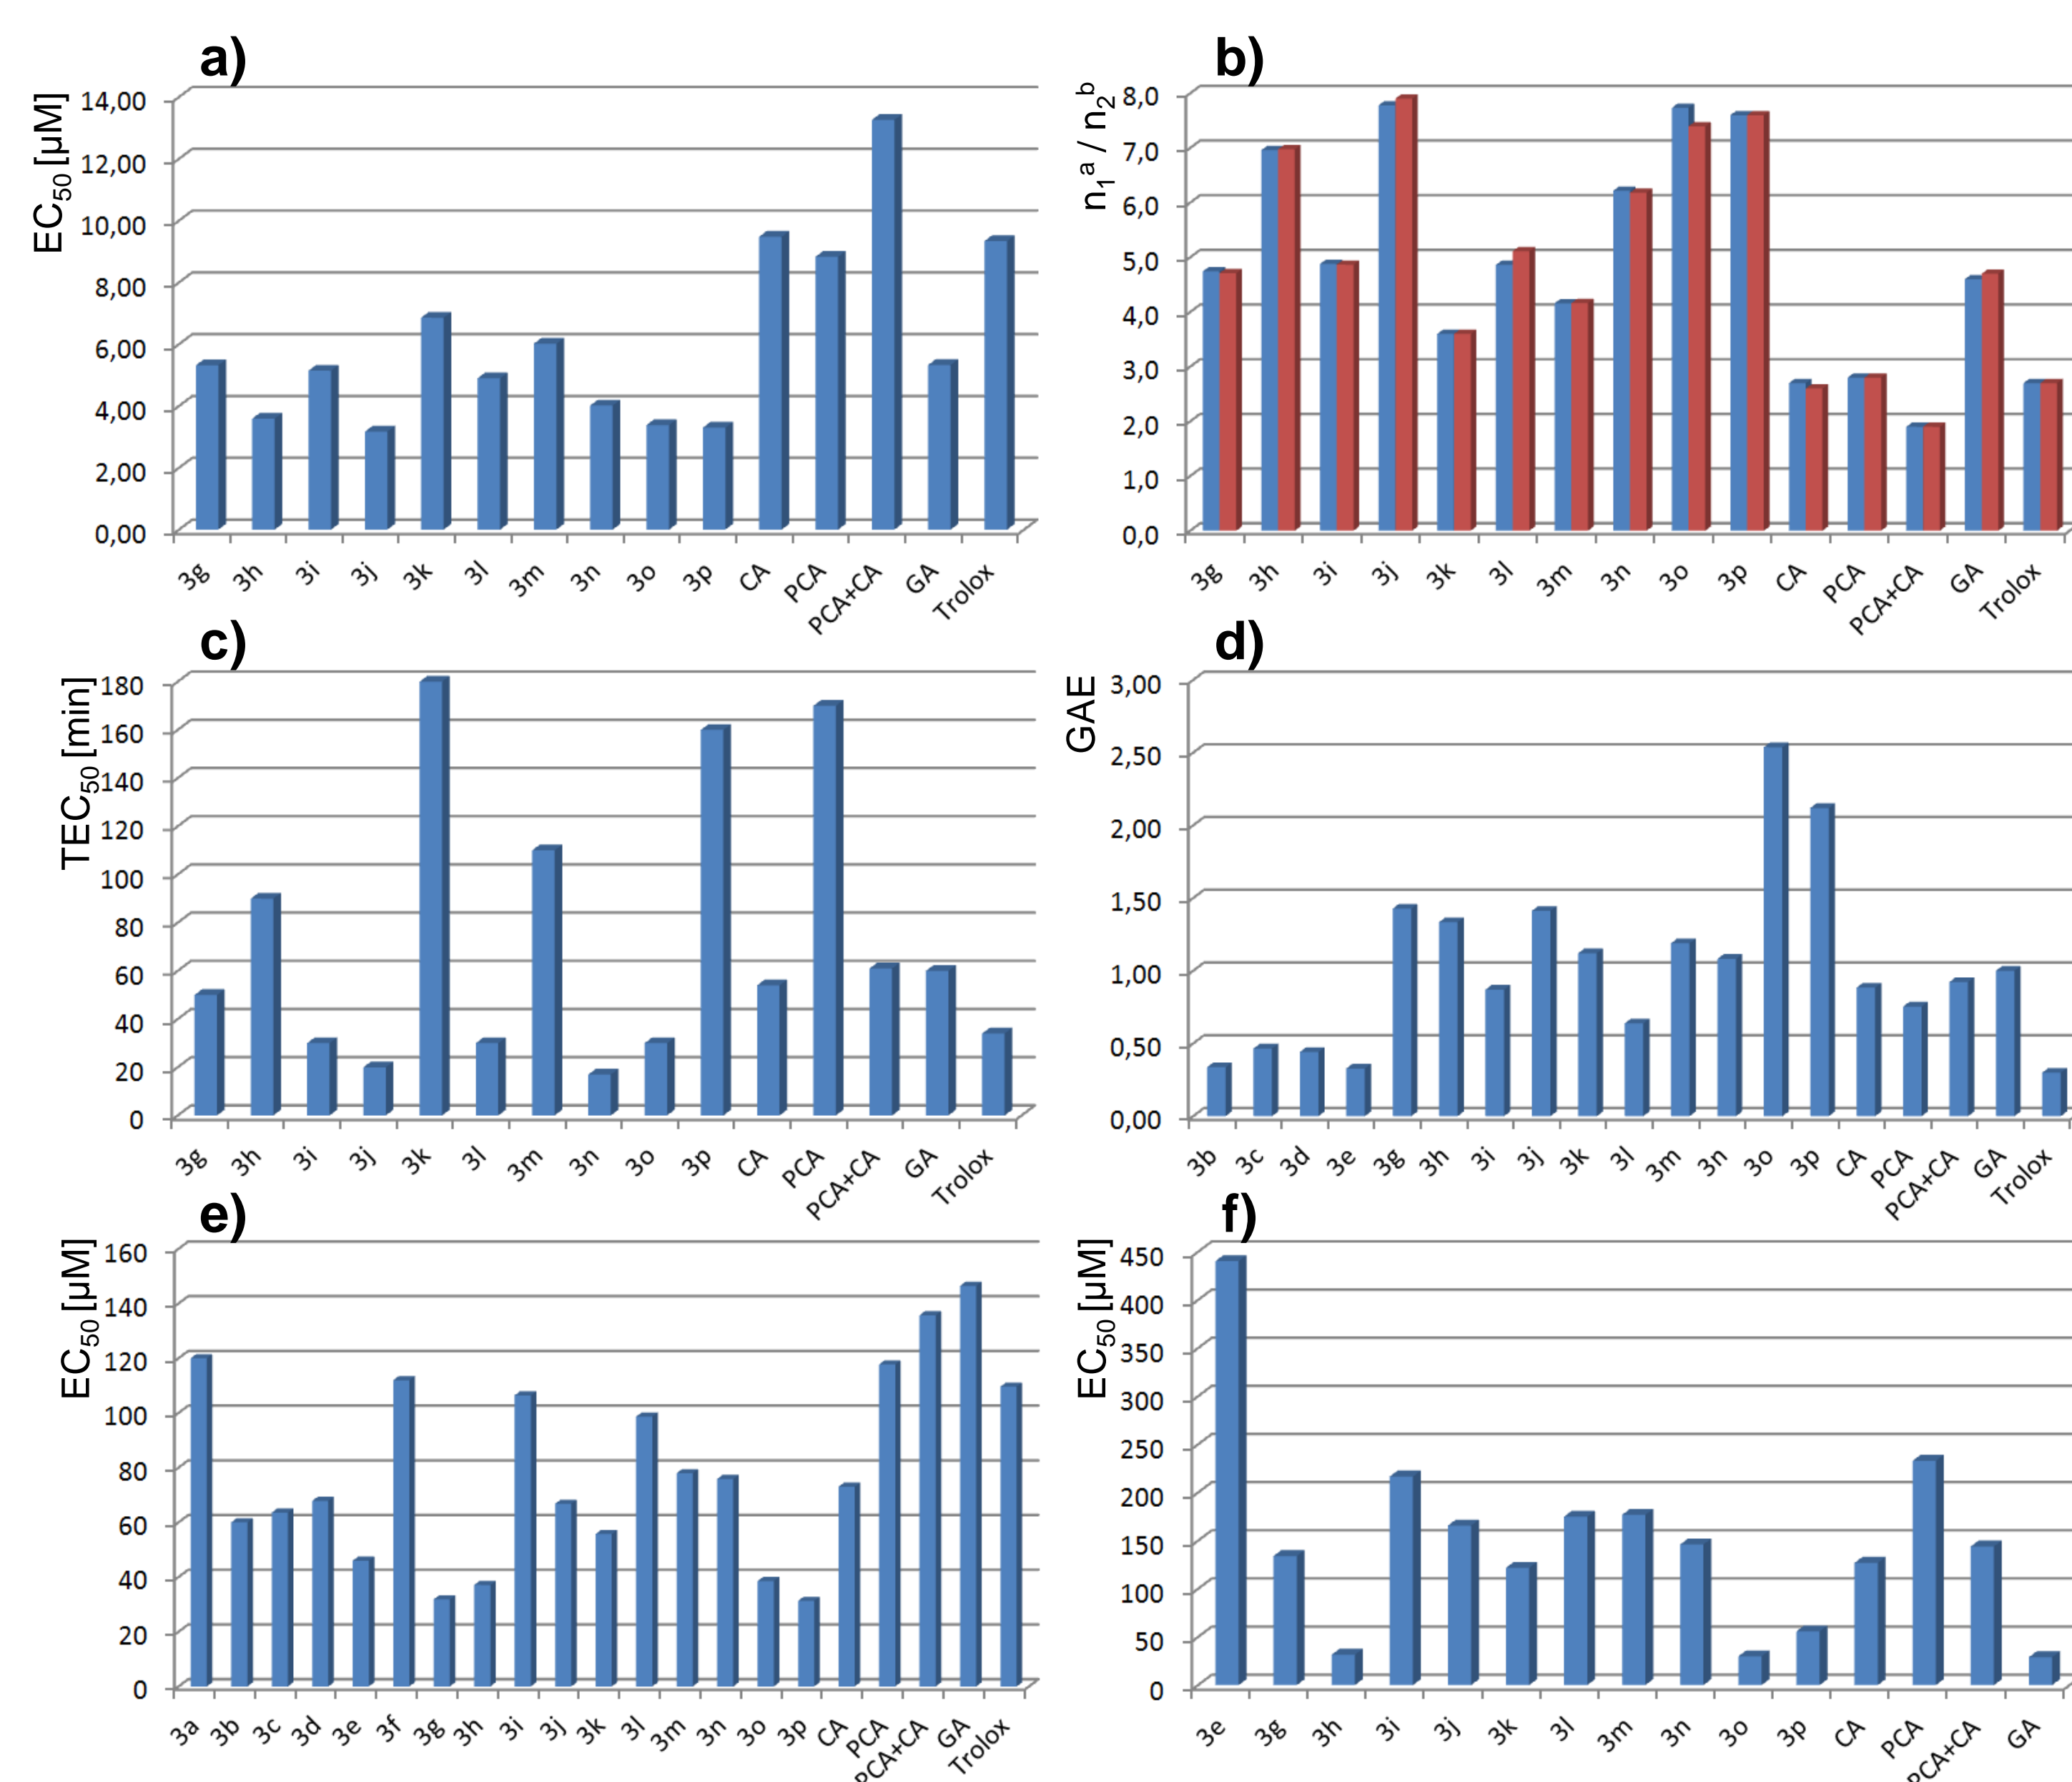 a)
EC50 [µM]
14,00
12,00
10,00
8,00
6,00
4,00
2,00
0,00
3g 3h 3i 3j 3k 3l 3m 3n 3o 3p CA PCA PCA+CA GA Trolox
b)
n1a / n2b
8,0
7,0
6,0
5,0
4,0
3,0
2,0
1,0
0,0
3g 3h 3i 3j 3k 3l 3m 3n 3o 3p CA PCA PCA+CA GA Trolox
c)
TEC50 [min]
180
160
140
120
100
80
60
40
20
0
3g 3h 3i 3j 3k 3l 3m 3n 3o 3p CA PCA PCA+CA GA Trolox
d)
GAE
3,00
2,50
2,00
1,50
1,00
0,50
0,00
3b 3c 3d 3e 3g 3h 3i 3j 3k 3l 3m 3n 3o 3p CA PCA PCA+CA GA Trolox
e)
EC50 [µM]
160
140
120
100
80
60
40
20
0
3a 3b 3c 3d 3e 3f 3g 3h 3i 3j 3k 3l 3m 3n 3o 3p CA PCA PCA+CA GA Trolox
f)
EC50 [µM]
450
400
350
300
250
200
150
100
50
0
3e 3g 3h 3i 3j 3k 3l 3m 3n 3o 3p CA PCA PCA+CA GA